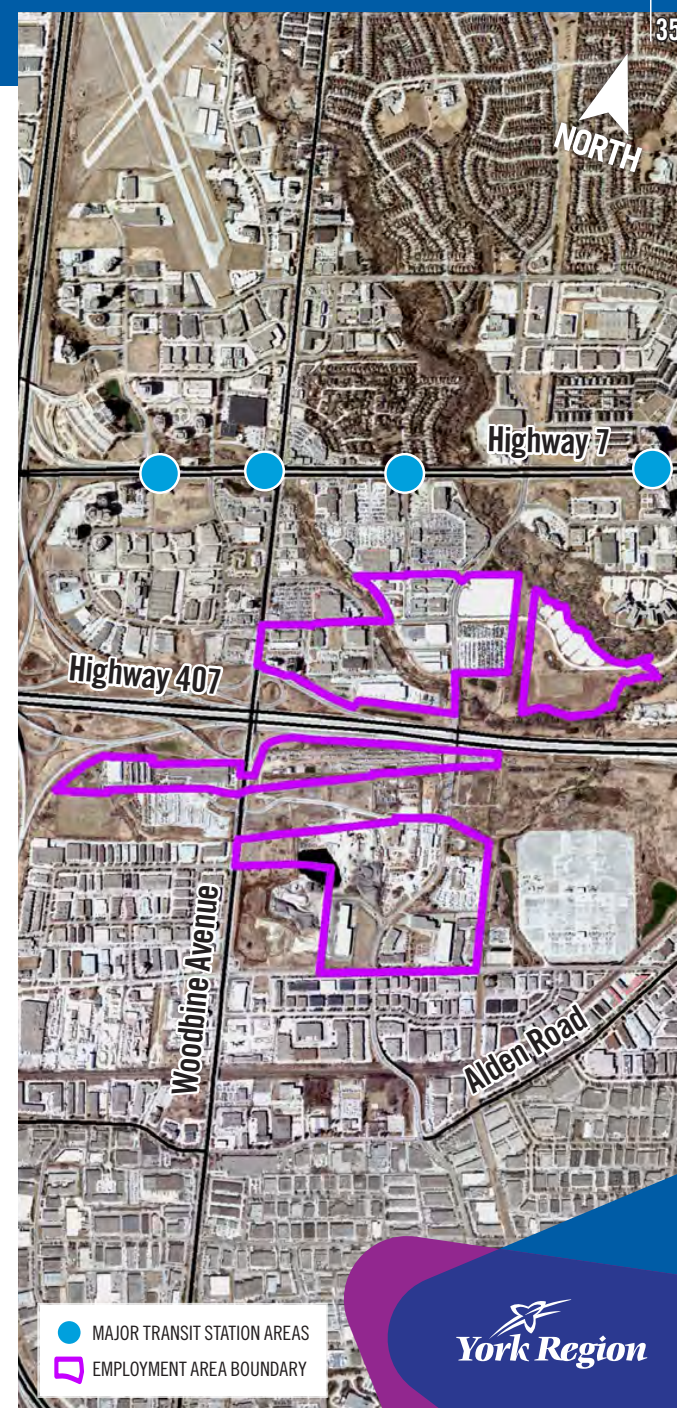 35
NORTH
Highway 7
Highway 407
Woodbine Avenue
Alden Road
MAJOR TRANSIT STATION AREAS
EMPLOYMENT AREA BOUNDARY
York Region